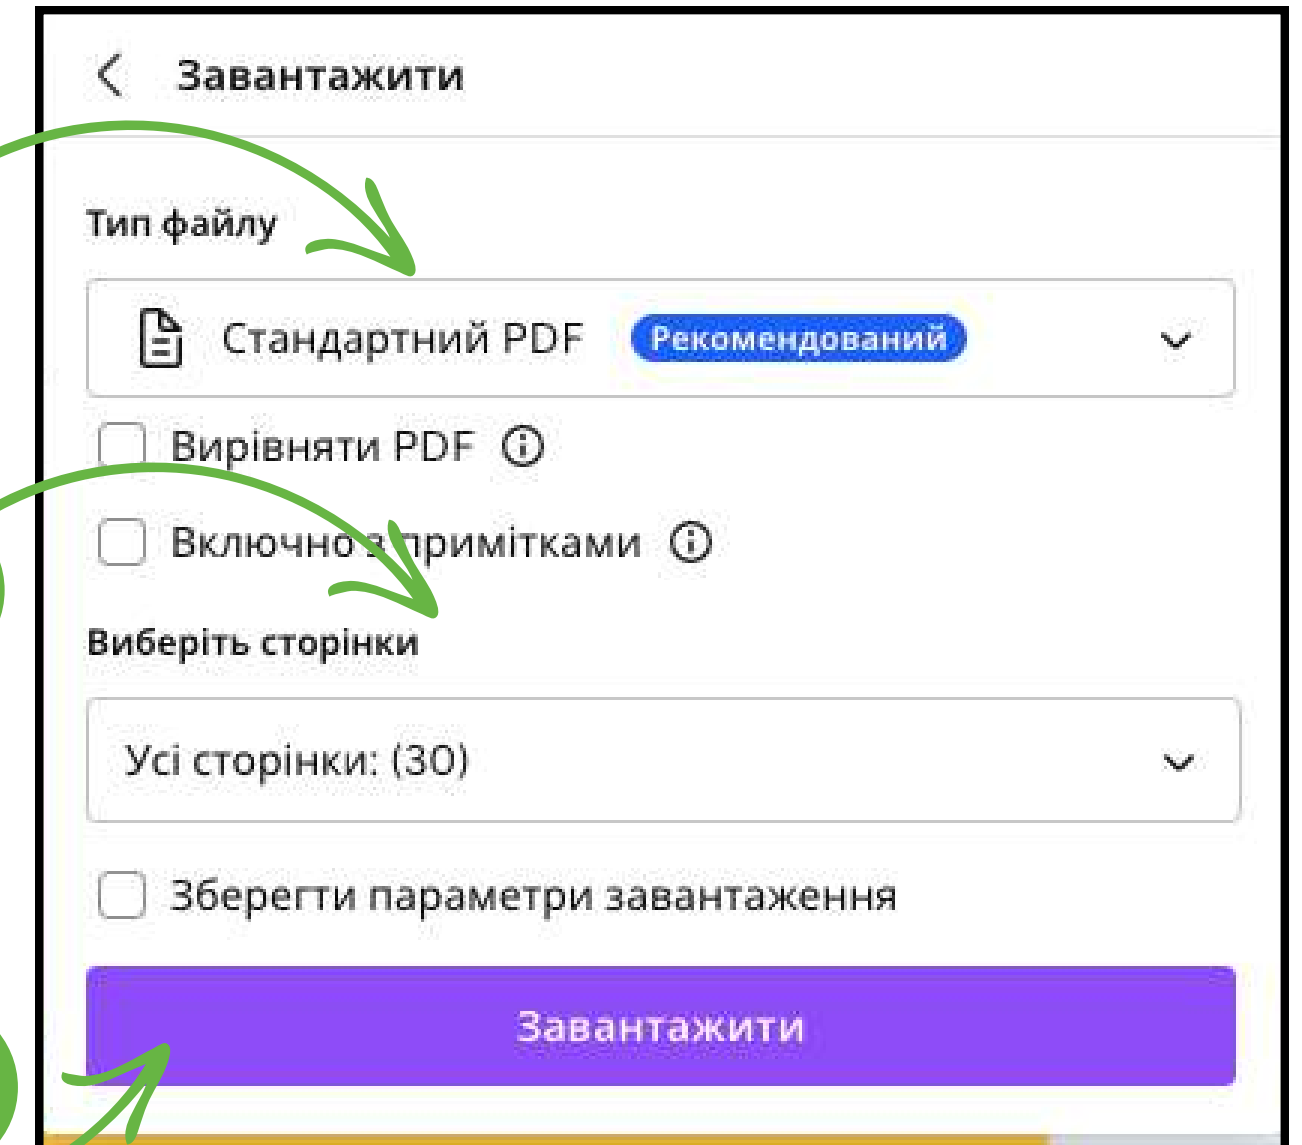 Завантажити
Тип файлу
Стандартний PDF Рекомендований
Вирівняти PDF
Включно з примітками
Виберіть сторінки
Усі сторінки: (30)
Зберегти параметри завантаження
Завантажити